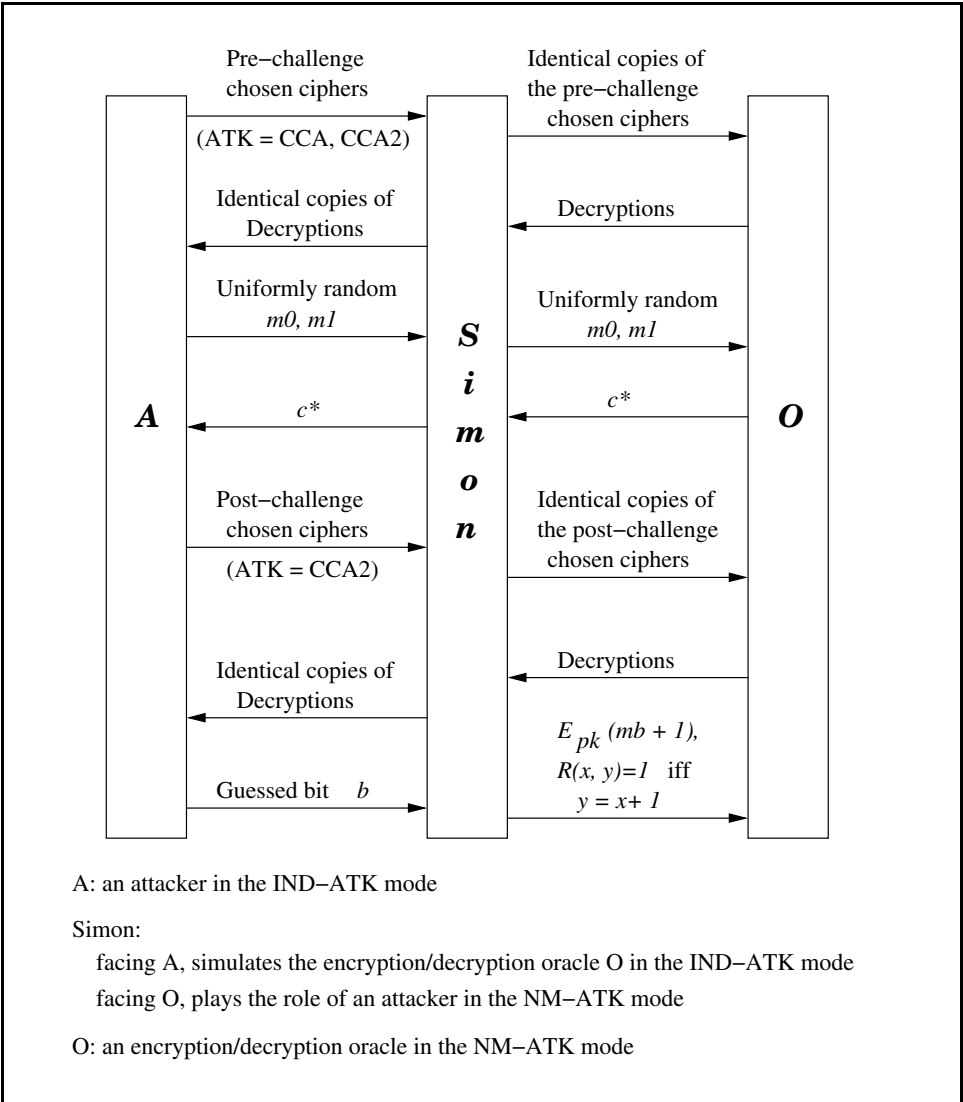 Pre−challenge
chosen ciphers
(ATK = CCA, CCA2)
Identical copies of
the pre−challenge
chosen ciphers
Identical copies of
Decryptions
Decryptions
Uniformly random
m0, m1
Uniformly random
m0, m1
A
S
i
m
o
n
O
c*
c*
Post−challenge
chosen ciphers
(ATK = CCA2)
Identical copies of
the post−challenge
chosen ciphers
Identical copies of
Decryptions
Decryptions
Guessed bit b
E pk (mb + 1),
R(x, y)=1 iff
y = x+ 1
A: an attacker in the IND−ATK mode
Simon:
facing A, simulates the encryption/decryption oracle O in the IND−ATK mode
facing O, plays the role of an attacker in the NM−ATK mode
O: an encryption/decryption oracle in the NM−ATK mode